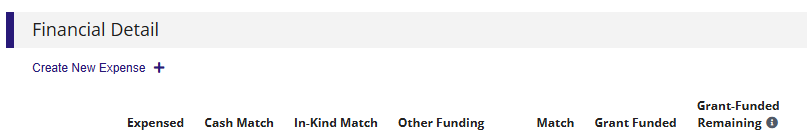 Financial Detail
Create New Expense +
Grant-Funded
Expensed Cash Match In-Kind Match Other Funding Match Grant Funded Remaining